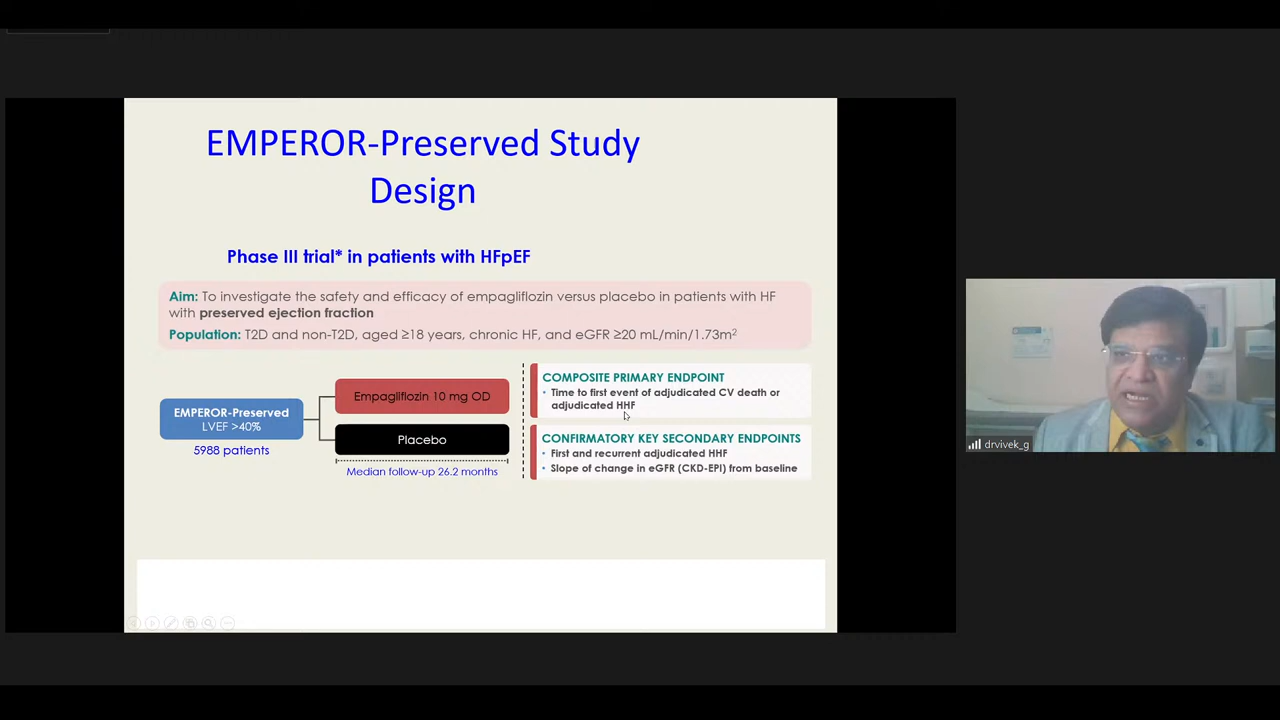 EMPEROR-Preserved Study
Design
Phase III trial* in patients with HFpEF
Aim: To investigate the safety and efficacy of empagliflozin versus placebo in patients with HF
with preserved ejection fraction
Population: T2D and non-T2D, aged ≥18 years, chronic HF, and eGFR ≥20 mL/min/1.73m²
EMPEROR-Preserved
LVEF >40%
5988 patients
Empagliflozin 10 mg OD
Placebo
Median follow-up 26.2 months
COMPOSITE PRIMARY ENDPOINT
• Time to first event of adjudicated CV death or
adjudicated HHF
CONFIRMATORY KEY SECONDARY ENDPOINTS
• First and recurrent adjudicated HHF
• Slope of change in eGFR (CKD-EPI) from baseline
drvivek_g